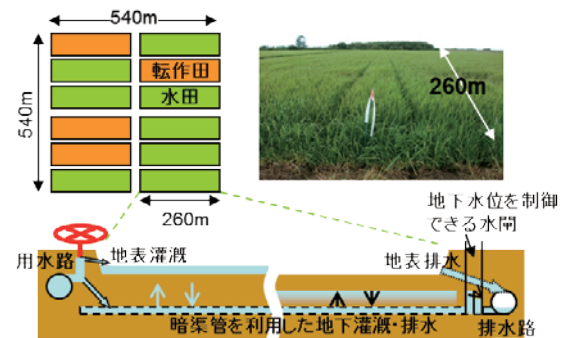 540m
540m
転作田
水田
260m
260m
地下水位を制御
できる水閘
用水路
地表灌漑
地表排水
暗渠管を利用した地下灌漑・排水
排水路